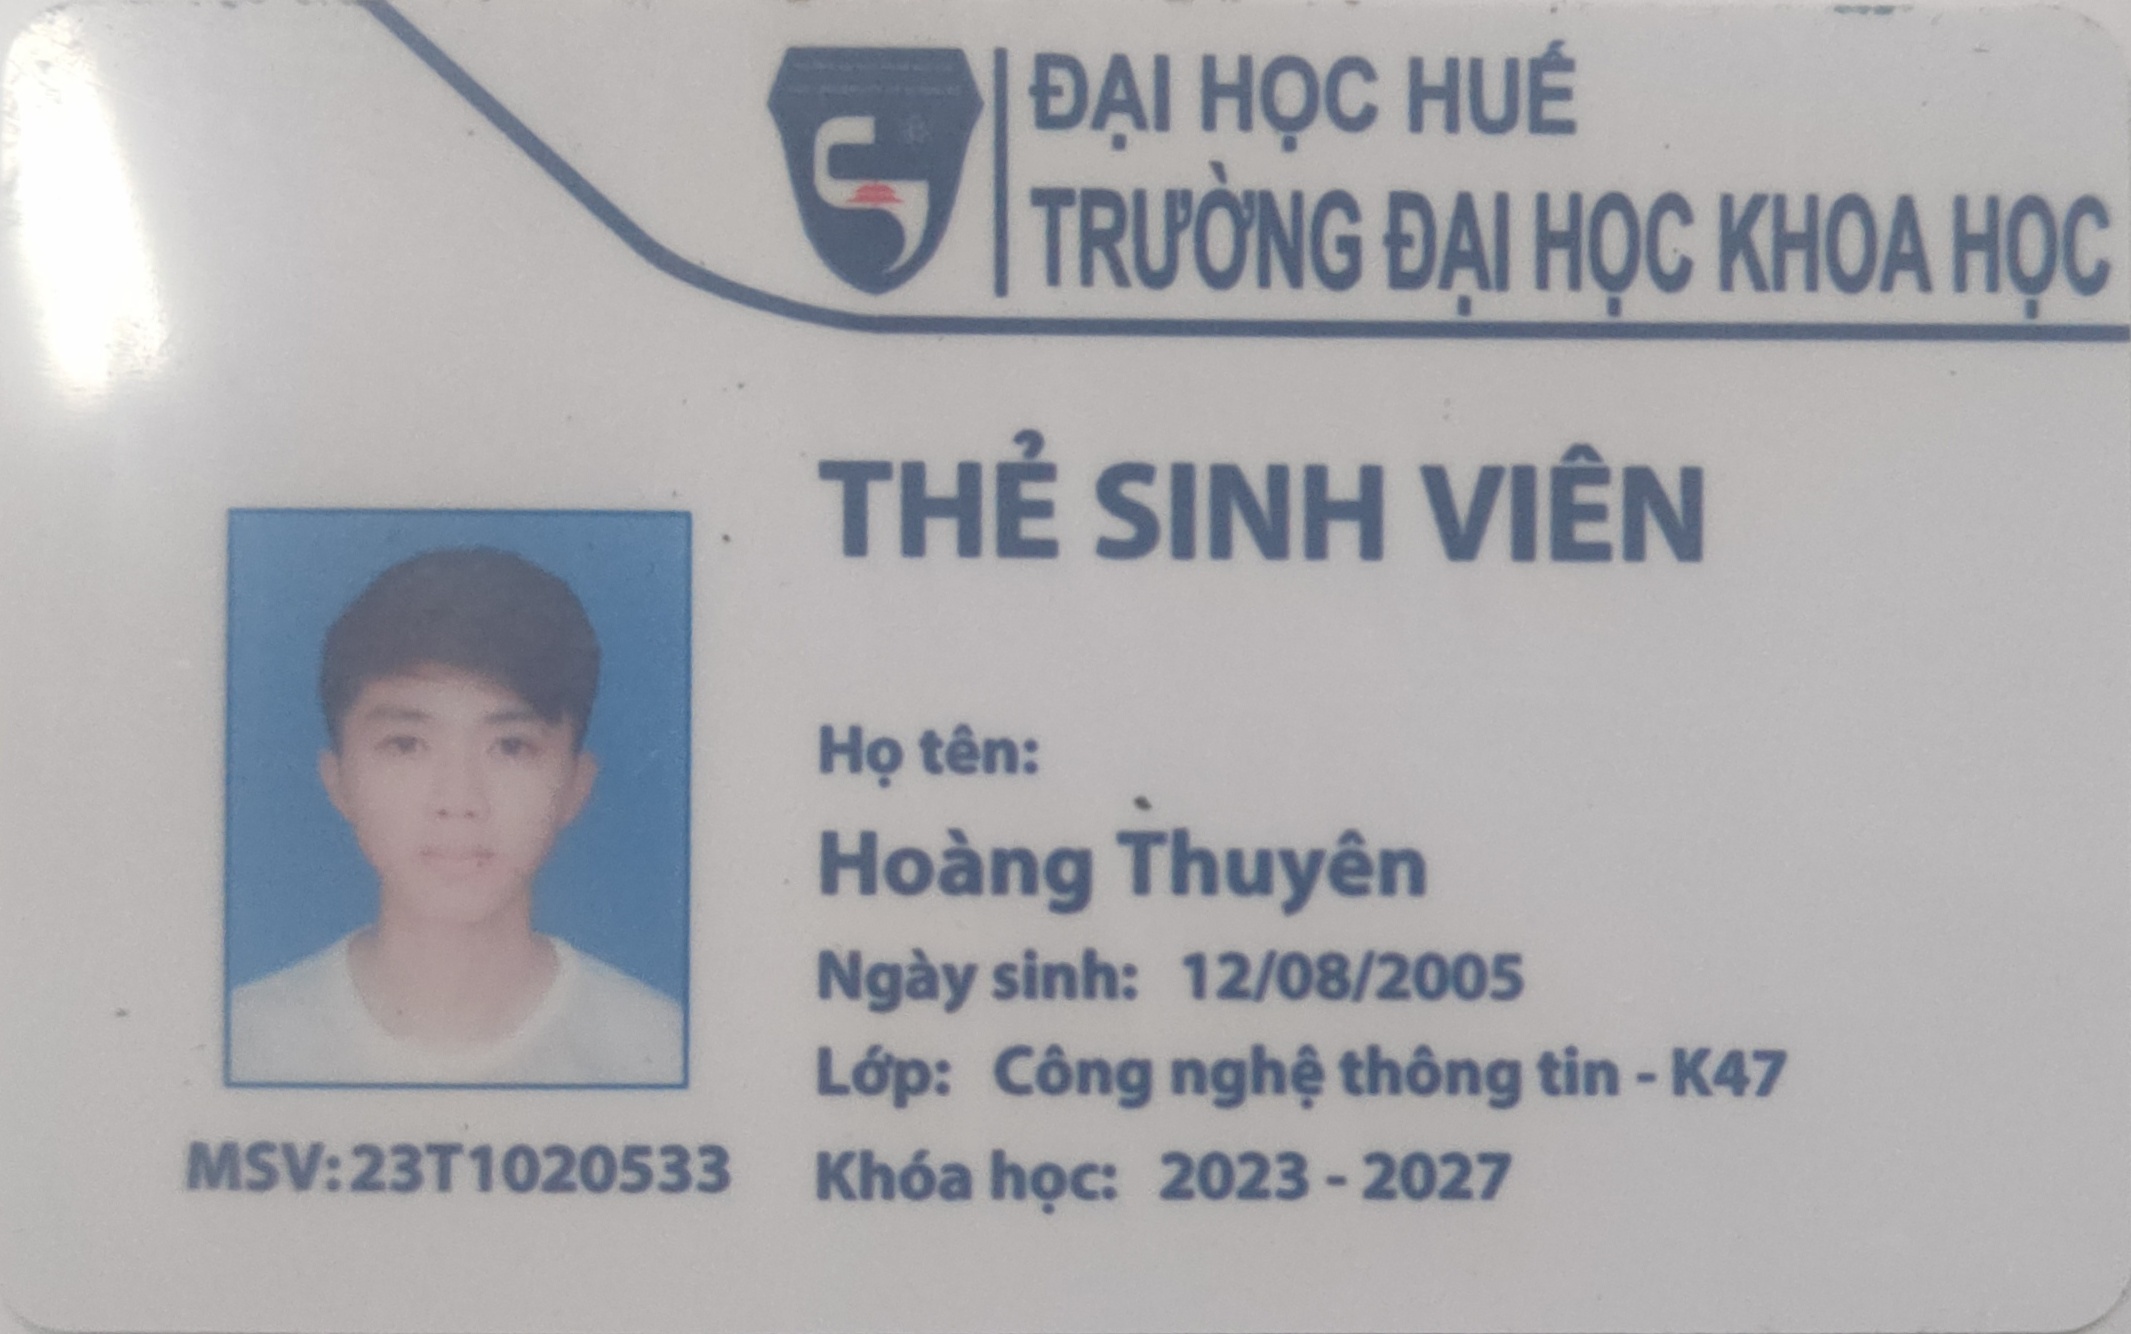 ĐẠI HỌC HUẾ
TRƯỜNG ĐẠI HỌC KHOA HỌC
THẺ SINH VIÊN
Họ tên:
Hoàng Thuyên
Ngày sinh: 12/08/2005
Lớp: Công nghệ thông tin - K47
MSV:23T1020533
Khóa học: 2023 - 2027